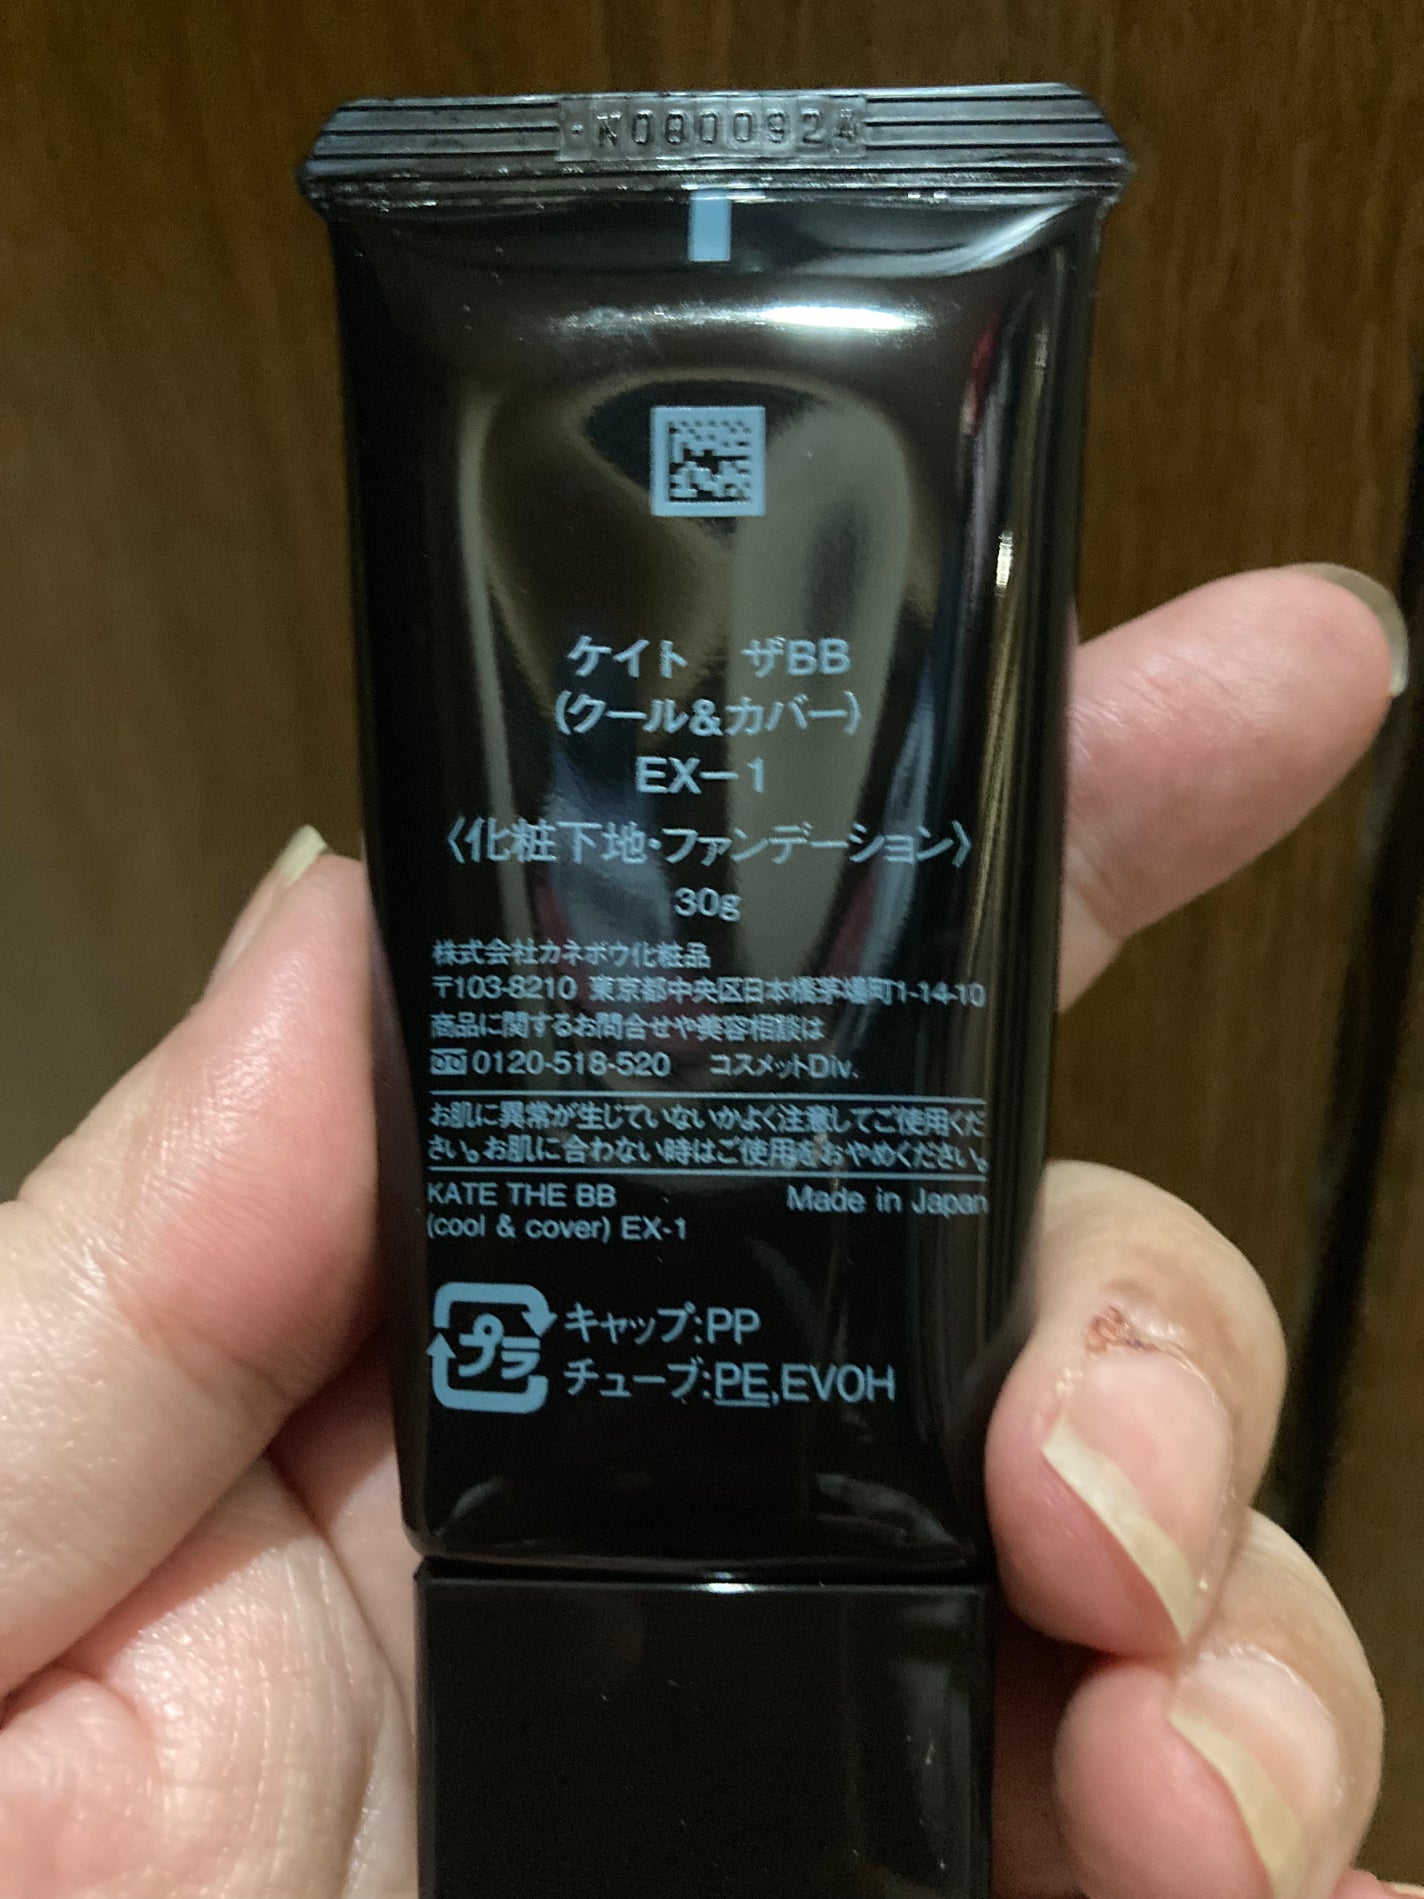 N0800924
ケイト ザBB
(クール&カバー)
EX-1
〈化粧下地・ファンデーション〉
30g
株式会社カネボウ化粧品
〒103-8210 東京都中央区日本橋茅場町1-14-10
商品に関するお問合せや美容相談は
0120-518-520 コスメットDiv.
お肌に異常が生じていないかよく注意してご使用くだ
さい。お肌に合わない時はご使用をおやめください。
KATE THE BB Made in Japan
(cool & cover) EX-1
プラ キャップ:PP
チューブ:PE,EVOH